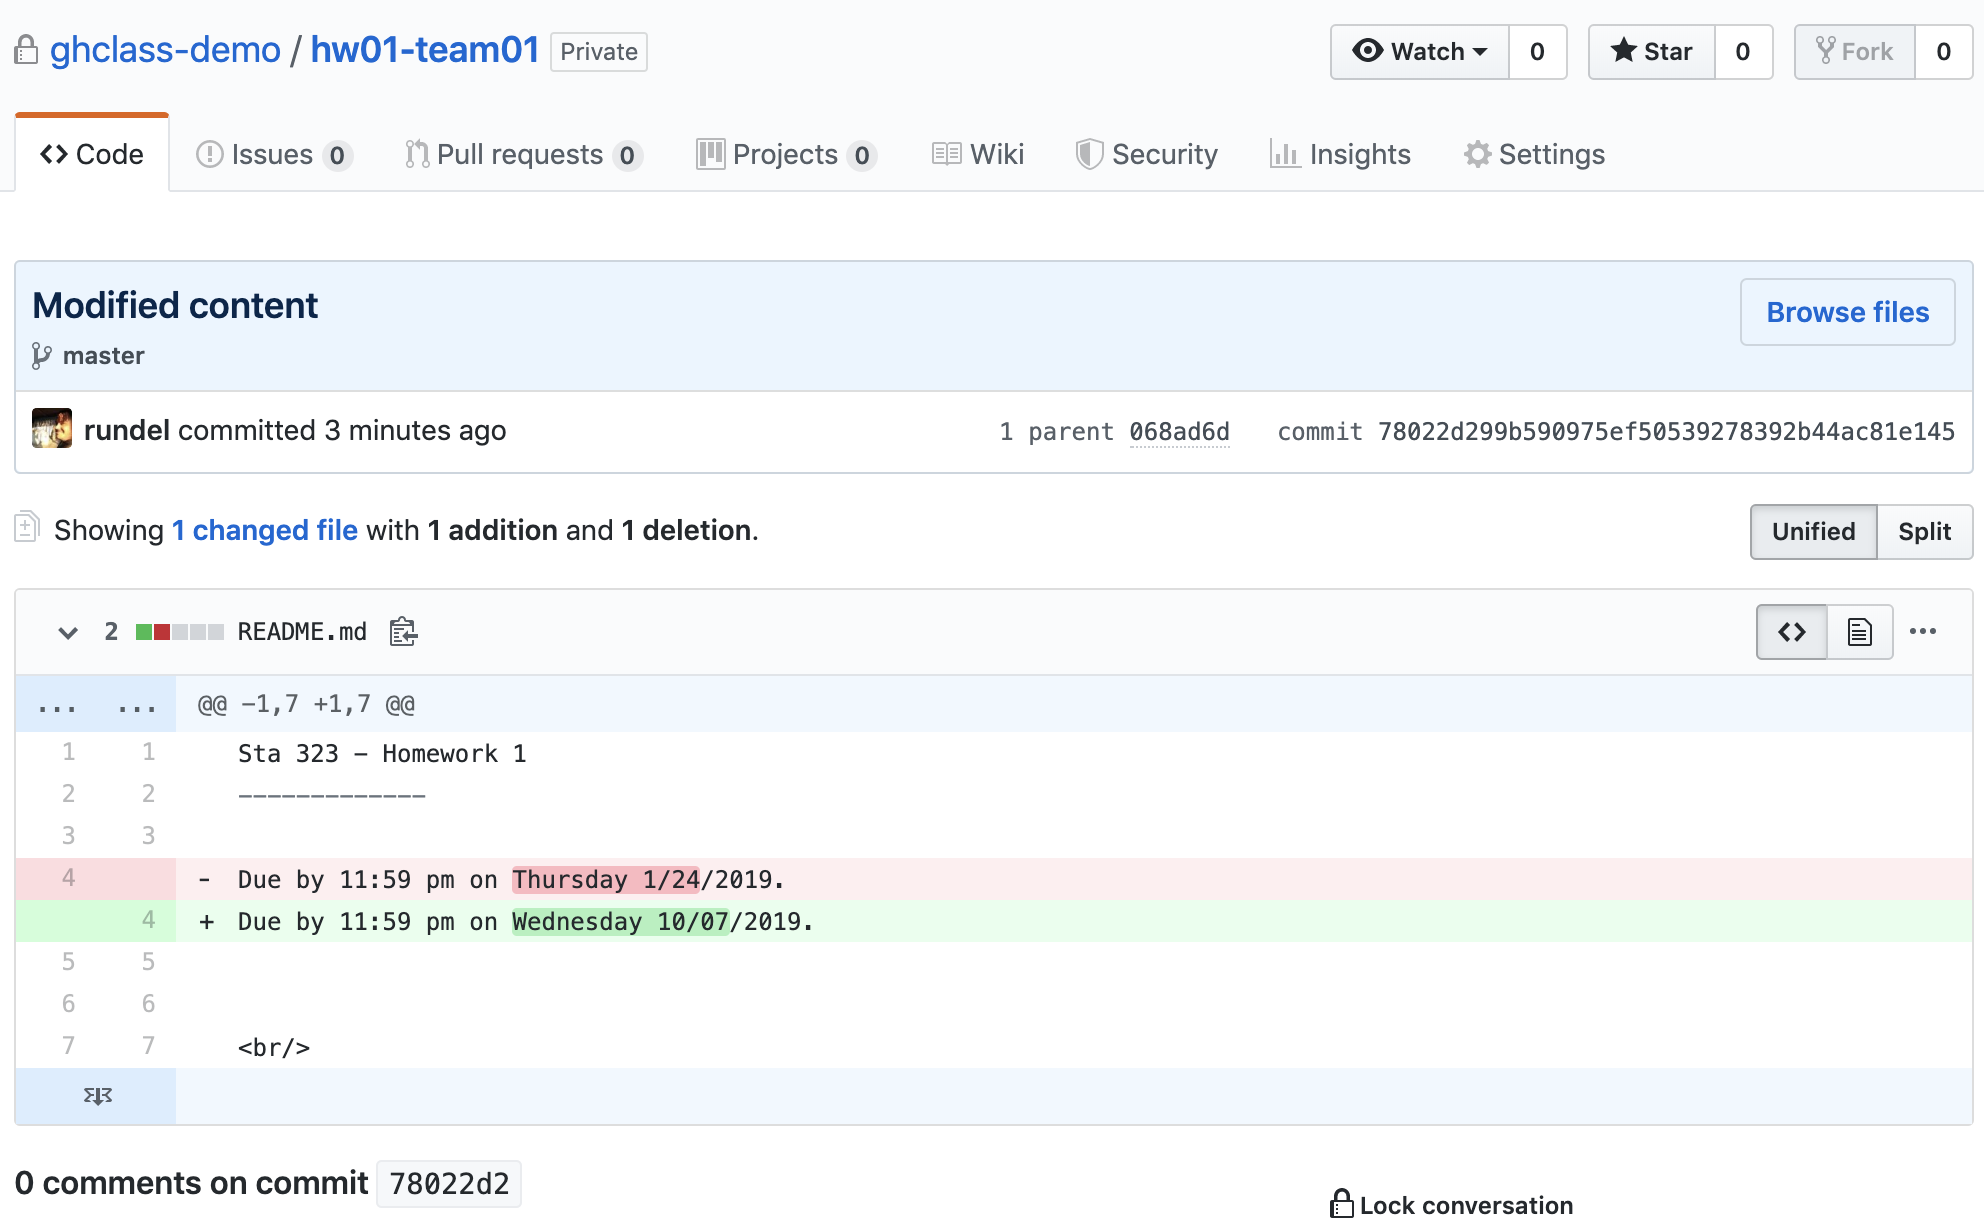 ghclass-demo / hw01-team01 Private Watch 0 Star 0 Fork 0
Code Issues 0 Pull requests 0 Projects 0 Wiki Security Insights Settings
Modified content
Browse files
master
rundel committed 3 minutes ago 1 parent 068ad6d commit 78022d299b590975ef50539278392b44ac81e145
Showing 1 changed file with 1 addition and 1 deletion. Unified Split
2 README.md
... ... @@ -1,7 +1,7 @@
1 1 Sta 323 - Homework 1
2 2 -------------
3 3
4 - Due by 11:59 pm on Thursday 1/24/2019.
4 + Due by 11:59 pm on Wednesday 10/07/2019.
5 5
6 6
7 7 <br/>
0 comments on commit 78022d2
Lock conversation